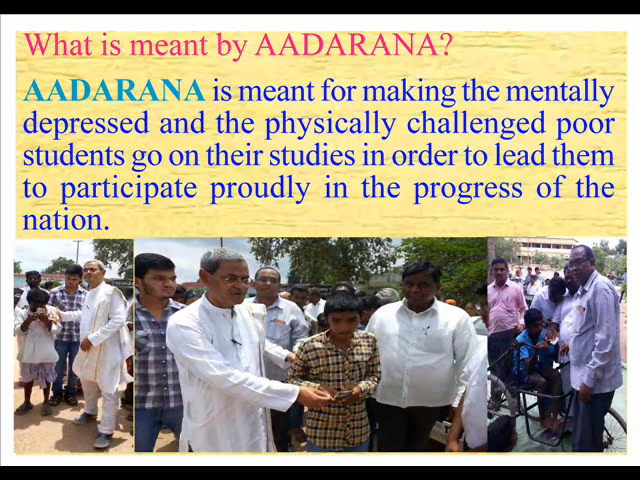 What is meant by AADARANA?
AADARANA is meant for making the mentally
depressed and the physically challenged poor
students go on their studies in order to lead them
to participate proudly in the progress of the
nation.